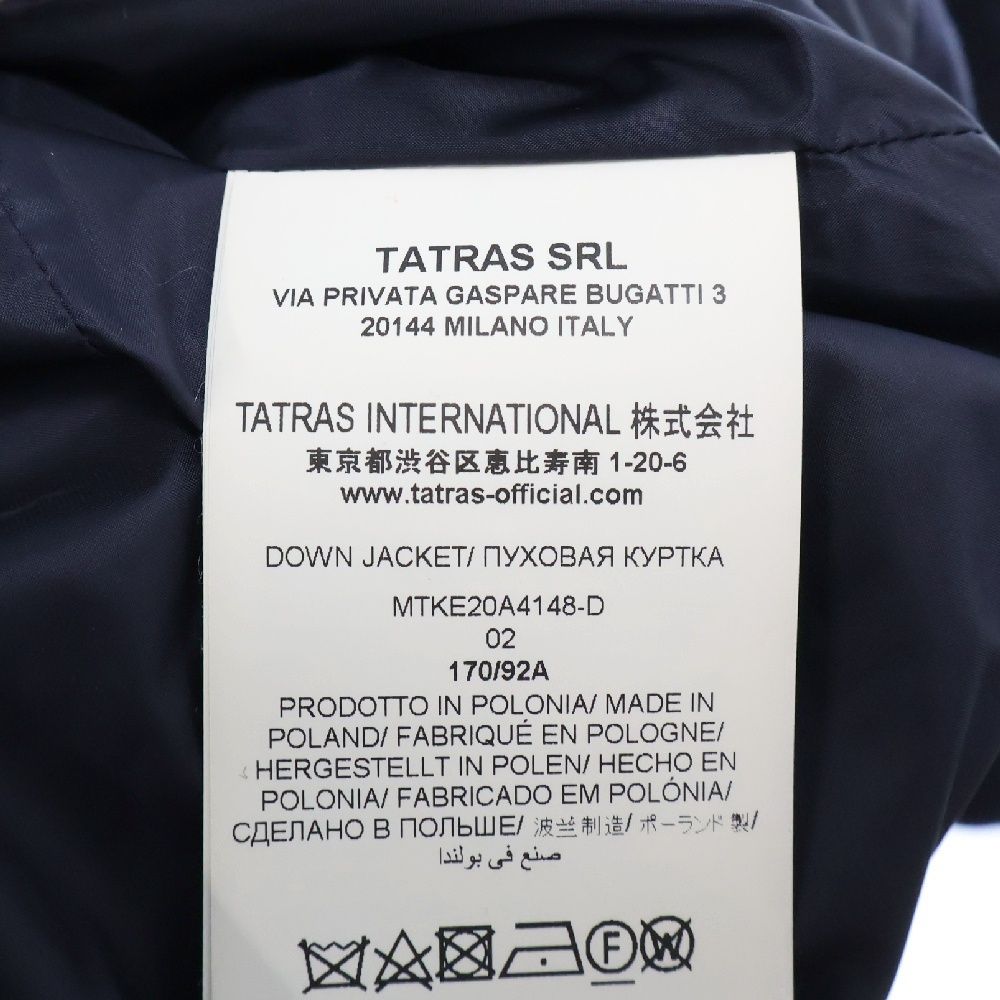 TATRAS SRL
VIA PRIVATA GASPARE BUGATTI 3
20144 MILANO ITALY
TATRAS INTERNATIONAL 株式会社
東京都渋谷区恵比寿南 1-20-6
www.tatras-official.com
DOWN JACKET/ ПУХОВАЯ КУРТКА
MTKE20A4148-D
02
170/92A
PRODOTTO IN POLONIA/ MADE IN
POLAND/ FABRIQUÉ EN POLOGNE/
HERGESTELLT IN POLEN/ HECHO EN
POLONIA/ FABRICADO EM POLÓNIA/
СДЕЛАНО В ПОЛЬШЕ/ 波兰制造/ ポーランド製/
صنع في بولندا
F W